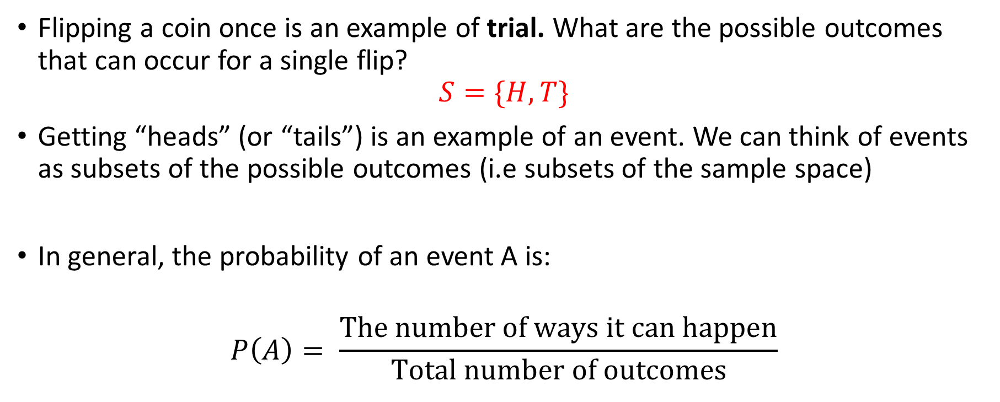 • Flipping a coin once is an example of trial. What are the possible outcomes
that can occur for a single flip?
S = {H, T}
• Getting “heads” (or “tails”) is an example of an event. We can think of events
as subsets of the possible outcomes (i.e subsets of the sample space)
• In general, the probability of an event A is:
P(A) = The number of ways it can happen
Total number of outcomes